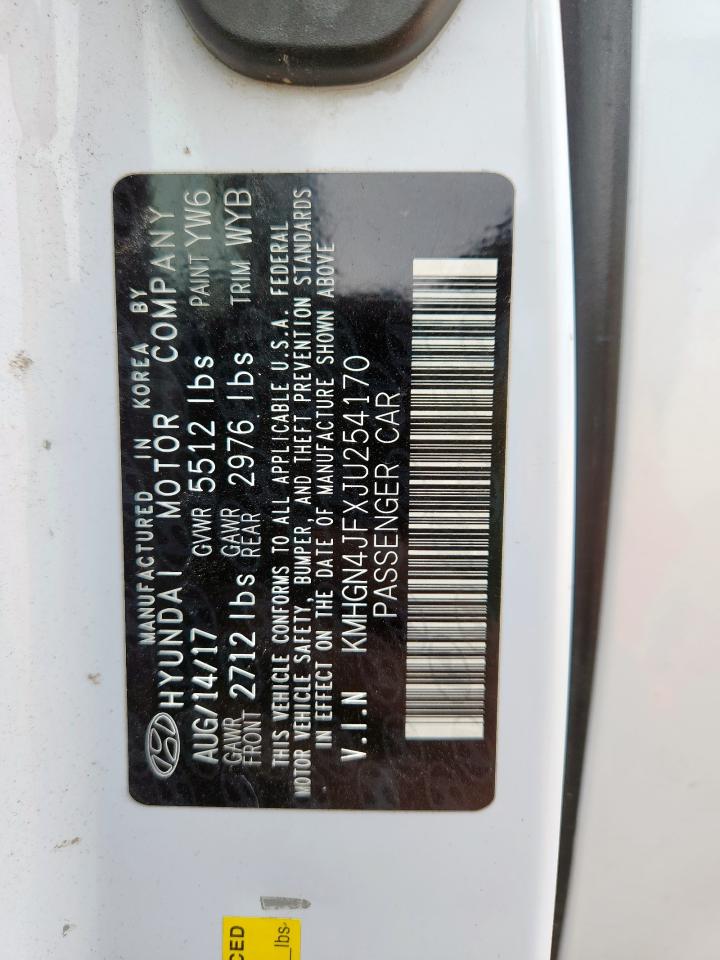 MANUFACTURED IN KOREA BY
HYUNDAI MOTOR COMPANY
AUG/14/17 GVWR 5512 lbs PAINT YW6
GAWR FRONT 2712 lbs GAWR REAR 2976 lbs TRIM WYB
THIS VEHICLE CONFORMS TO ALL APPLICABLE U.S.A. FEDERAL
MOTOR VEHICLE SAFETY, BUMPER, AND THEFT PREVENTION STANDARDS
IN EFFECT ON THE DATE OF MANUFACTURE SHOWN ABOVE
V.I.N KMHGN4JFXJU254170
PASSENGER CAR
CED
lbs